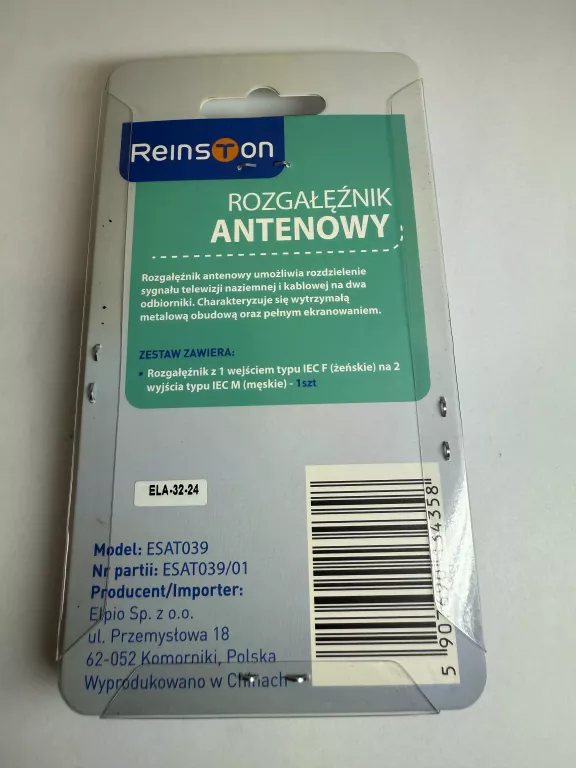 Reinston
ROZGAŁĘŹNIK
ANTENOWY
Rozgałęźnik antenowy umożliwia rozdzielenie
sygnału telewizji naziemnej i kablowej na dwa
odbiorniki. Charakteryzuje się wytrzymałą
metalową obudową oraz pełnym ekranowaniem.
ZESTAW ZAWIERA:
• Rozgałęźnik z 1 wejściem typu IEC F (żeńskie) na 2
wyjścia typu IEC M (męskie) - 1szt
ELA-32-24
Model: ESAT039
Nr partii: ESAT039/01
Producent/Importer:
Elpio Sp. z o.o.
ul. Przemysłowa 18
62-052 Komorniki, Polska
Wyprodukowano w Chinach